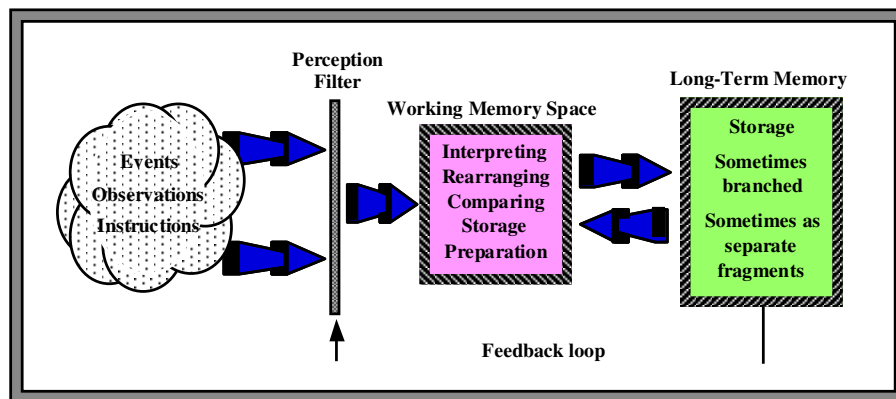 Perception
Filter
Long-Term Memory
Working Memory Space
Events
Observations
Instructions
Interpreting
Rearranging
Comparing
Storage
Preparation
Storage
Sometimes
branched
Sometimes as
separate
fragments
Feedback loop